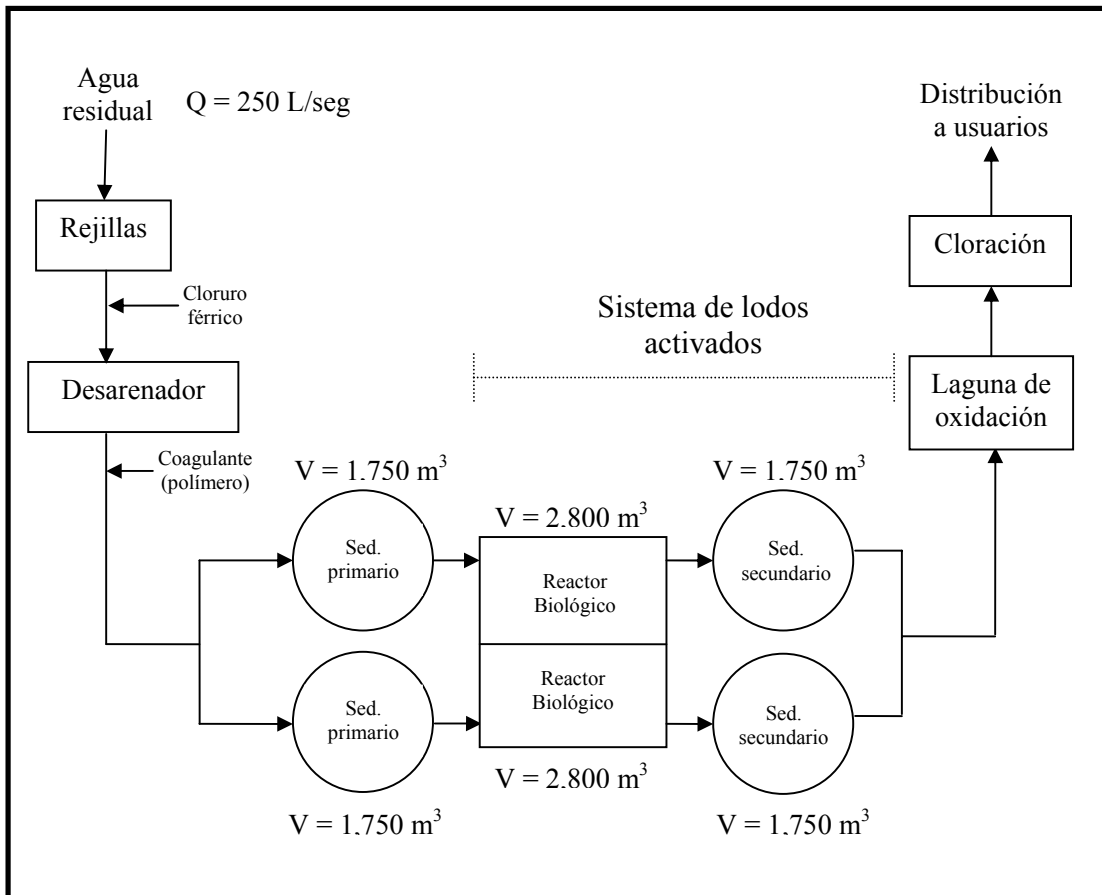 Agua
residual
Q = 250 L/seg
Rejillas
Cloruro
férrico
Desarenador
Coagulante
(polímero)
Sistema de lodos
activados
Distribución
a usuarios
Cloración
Laguna de
oxidación
V = 1,750 m³
V = 2,800 m³
V = 1,750 m³
Sed.
primario
Reactor
Biológico
Sed.
secundario
Sed.
primario
Reactor
Biológico
Sed.
secundario
V = 1,750 m³
V = 2,800 m³
V = 1,750 m³